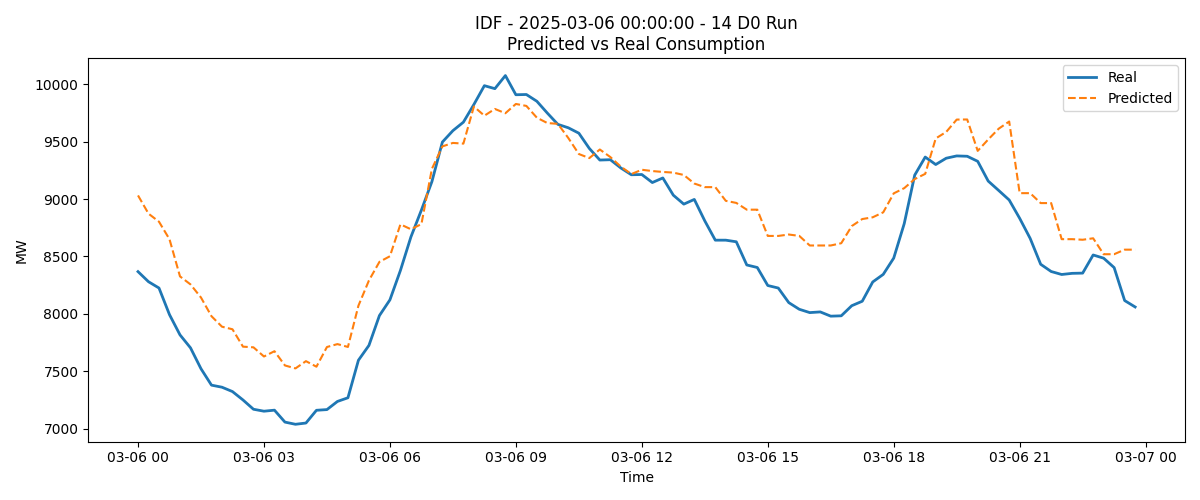 IDF - 2025-03-06 00:00:00 - 14 D0 Run
Predicted vs Real Consumption
Real
Predicted
10000
9500
9000
8500
8000
7500
7000
MW
03-06 00
03-06 03
03-06 06
03-06 09
03-06 12
03-06 15
03-06 18
03-06 21
03-07 00
Time